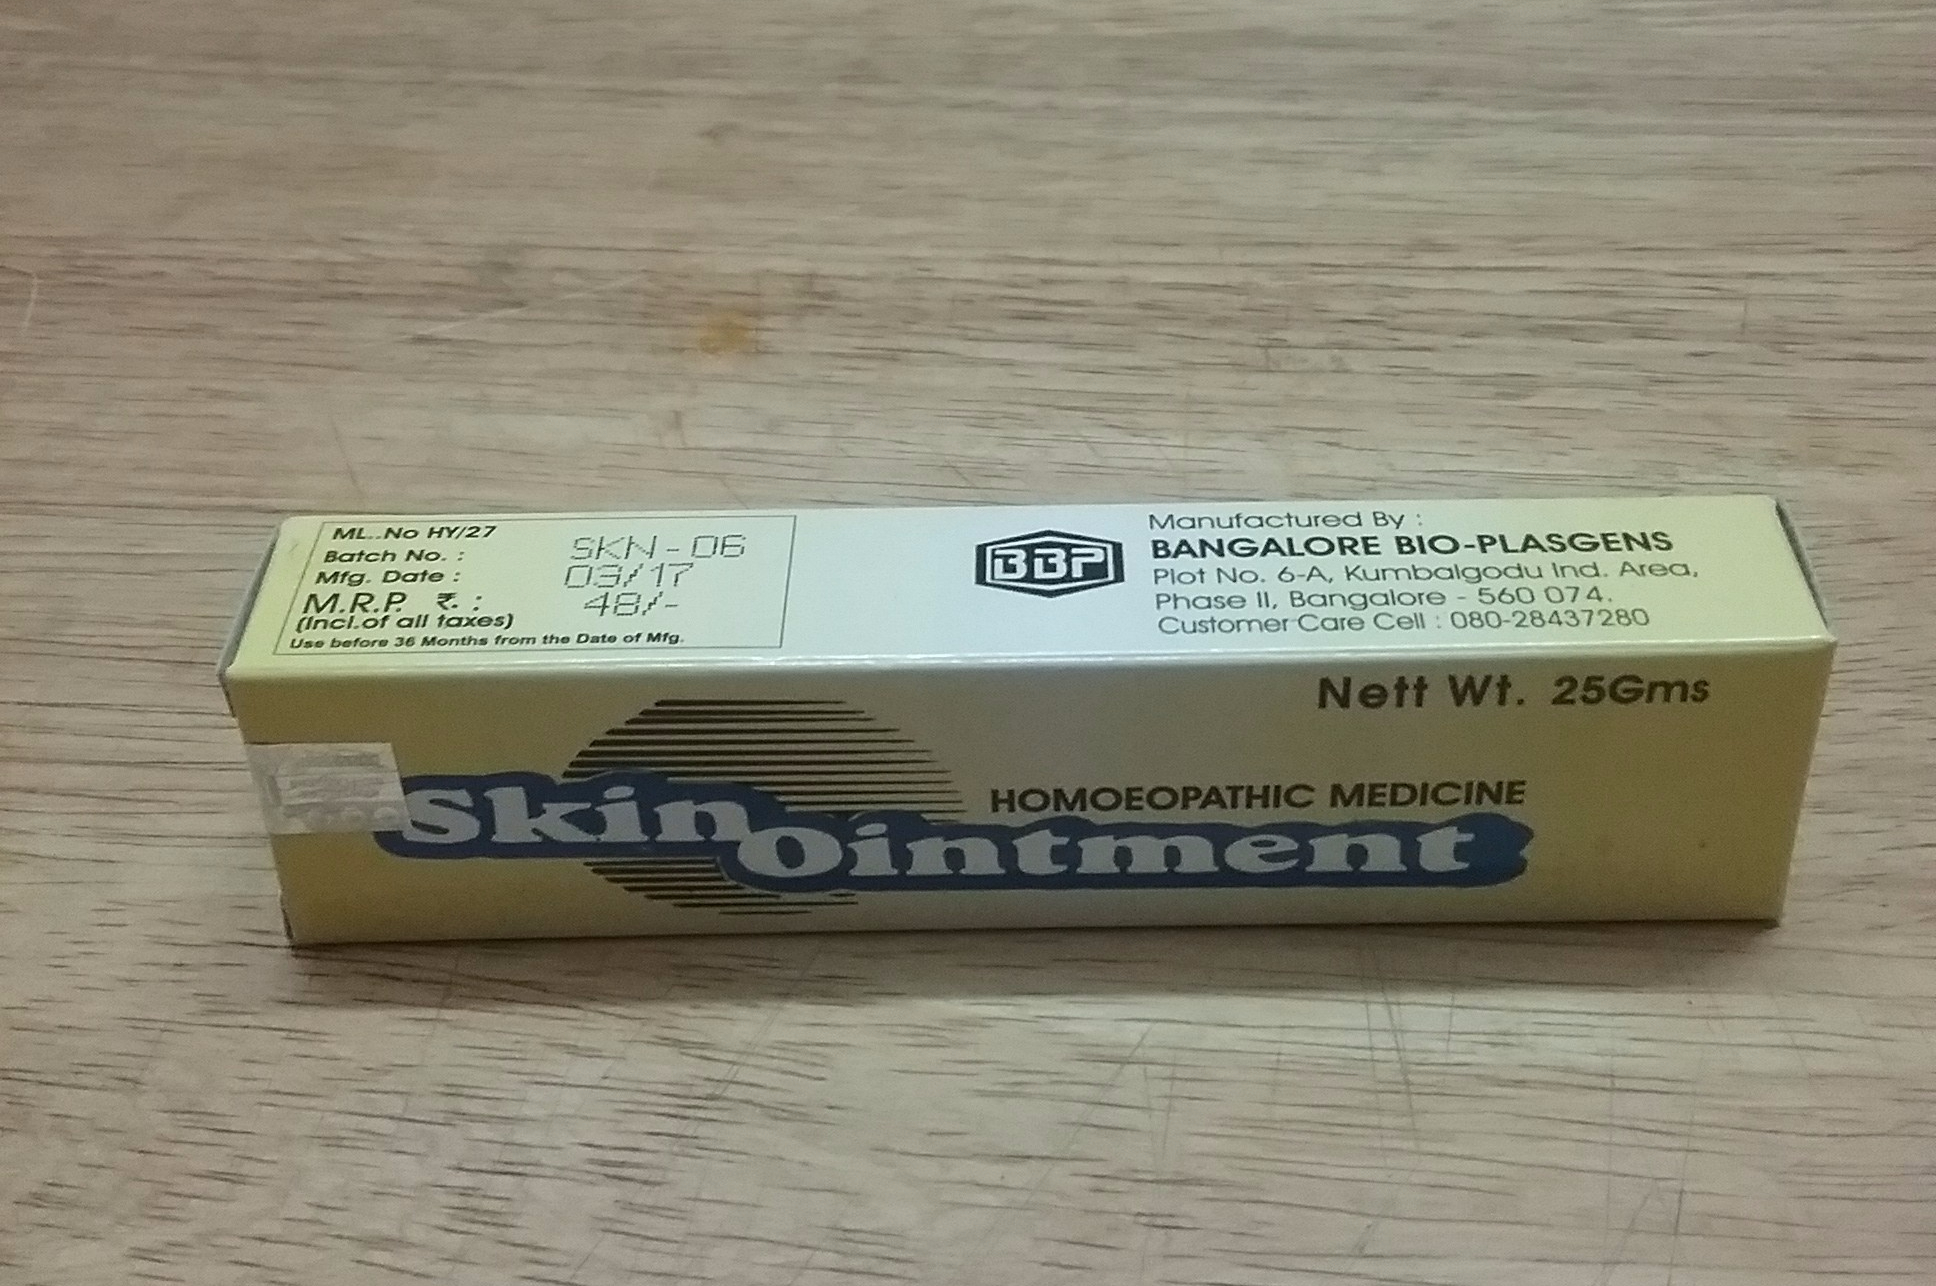 ML..No HY/27
Batch No. : SKN-06
Mfg. Date : 03/17
M.R.P. ₹. : 48/-
(Incl.of all taxes)
Use before 36 Months from the Date of Mfg.
BBP
Manufactured By :
BANGALORE BIO-PLASGENS
Plot No. 6-A, Kumbalgodu Ind. Area,
Phase II, Bangalore - 560 074.
Customer Care Cell : 080-28437280
Nett Wt. 25Gms
HOMOEOPATHIC MEDICINE
Skin
Ointment